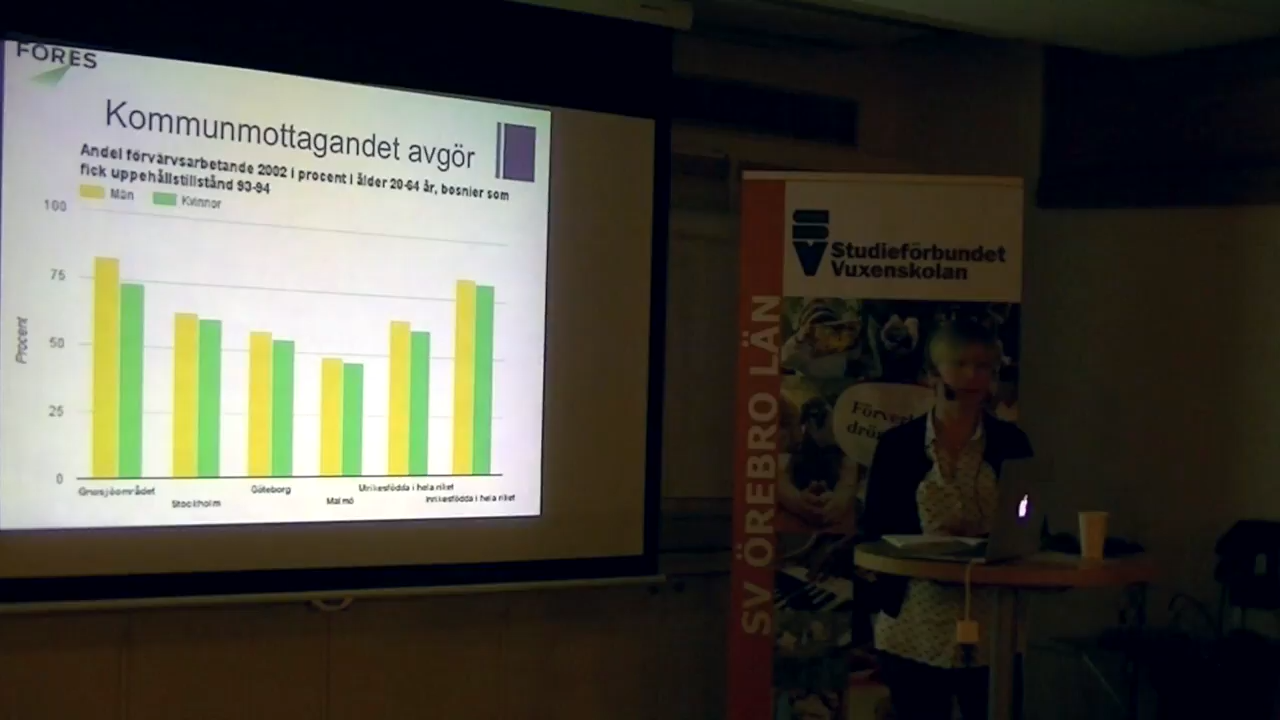 FORES
Kommunmottagandet avgör
Andel förvärvsarbetande 2002 i procent i ålder 20-64 år, bosnier som
fick uppehållstillstånd 93-94
Män Kvinnor
100
75
50
25
0
Procent
Gnosjöområdet
Stockholm
Göteborg
Malmö
Utrikesfödda i hela riket
Inrikesfödda i hela riket
Studieförbundet
Vuxenskolan
SV ÖREBRO LÄN